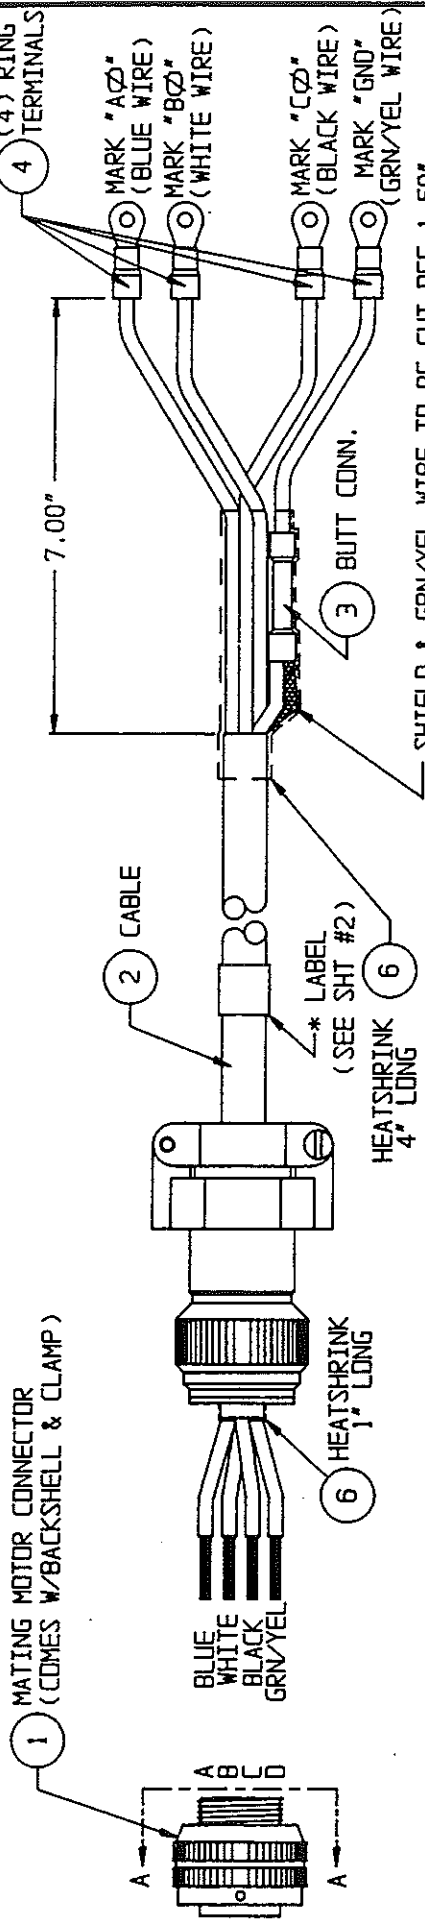 1
MATING MOTOR CONNECTOR
(COMES W/BACKSHELL & CLAMP)
A
A
B
C
D
A
BLUE
WHITE
BLACK
GRN/YEL
6
HEATSHRINK
1" LONG
2
CABLE
* LABEL
(SEE SHT #2)
6
HEATSHRINK
4" LONG
7.00"
3
BUTT CONN.
(4) RING
TERMINALS
4
MARK "AØ"
(BLUE WIRE)
MARK "BØ"
(WHITE WIRE)
MARK "CØ"
(BLACK WIRE)
MARK "GND"
(GRN/YEL WIRE)
SHIELD & GRN/YEL WIRE TO BE CUT